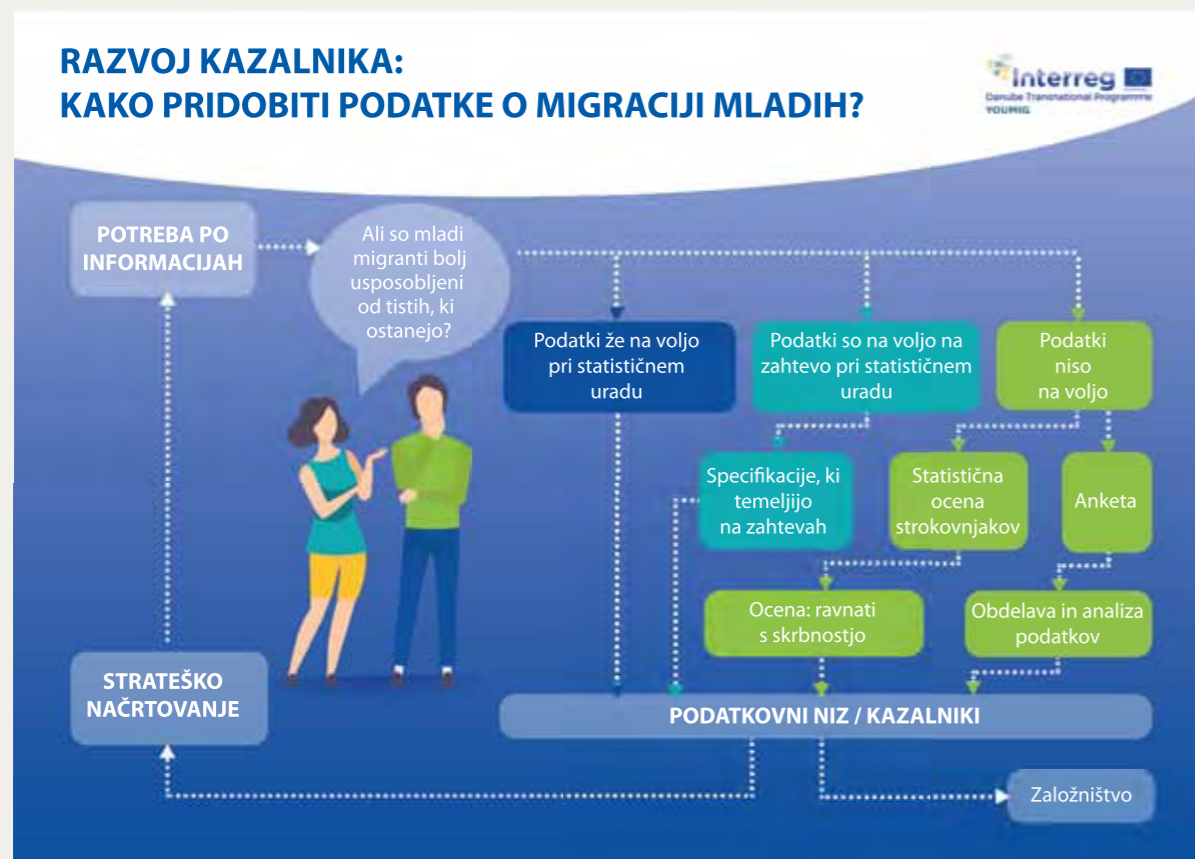 RAZVOJ KAZALNIKA:
KAKO PRIDOBITI PODATKE O MIGRACIJI MLADIH?
Interreg
Danube Transnational Programme
YOUMIG
POTREBA PO
INFORMACIJAH
Ali so mladi
migranti bolj
usposobljeni
od tistih, ki
ostanejo?
Podatki že na voljo
pri statističnem
uradu
Podatki so na voljo na
zahtevo pri statističnem
uradu
Podatki
niso
na voljo
Specifikacije, ki
temeljijo
na zahtevah
Statistična
ocena
strokovnjakov
Anketa
Ocena: ravnati
s skrbnostjo
Obdelava in analiza
podatkov
STRATEŠKO
NAČRTOVANJE
PODATKOVNI NIZ / KAZALNIKI
Založništvo